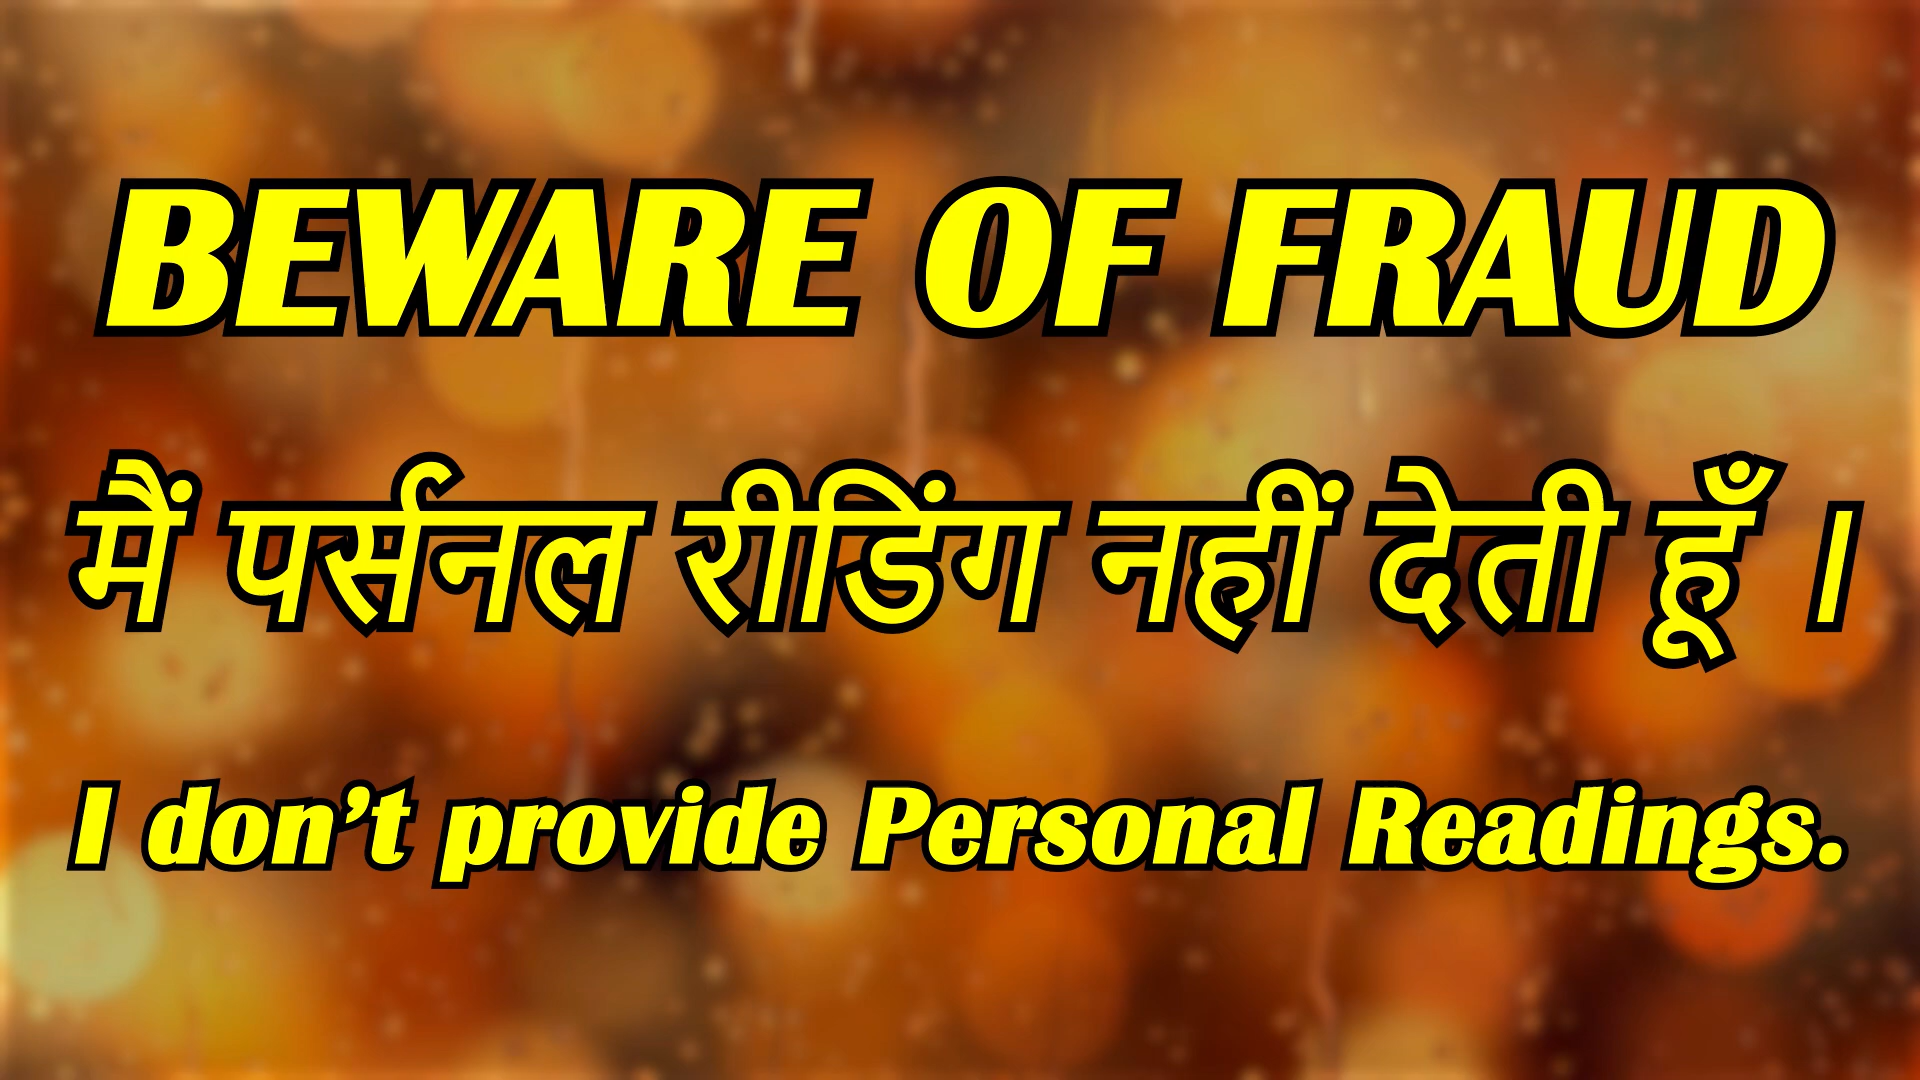 BEWARE OF FRAUD
मैं पर्सनल रीडिंग नहीं देती हूँ ।
I don’t provide Personal Readings.